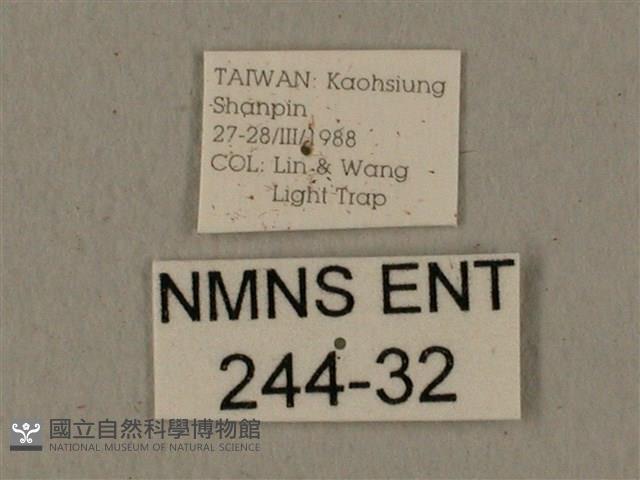 TAIWAN: Kaohsiung
Shanpin
27-28/III/1988
COL: Lin & Wang
Light Trap
NMNS ENT
244-32
國立自然科學博物館
NATIONAL MUSEUM OF NATURAL SCIENCE